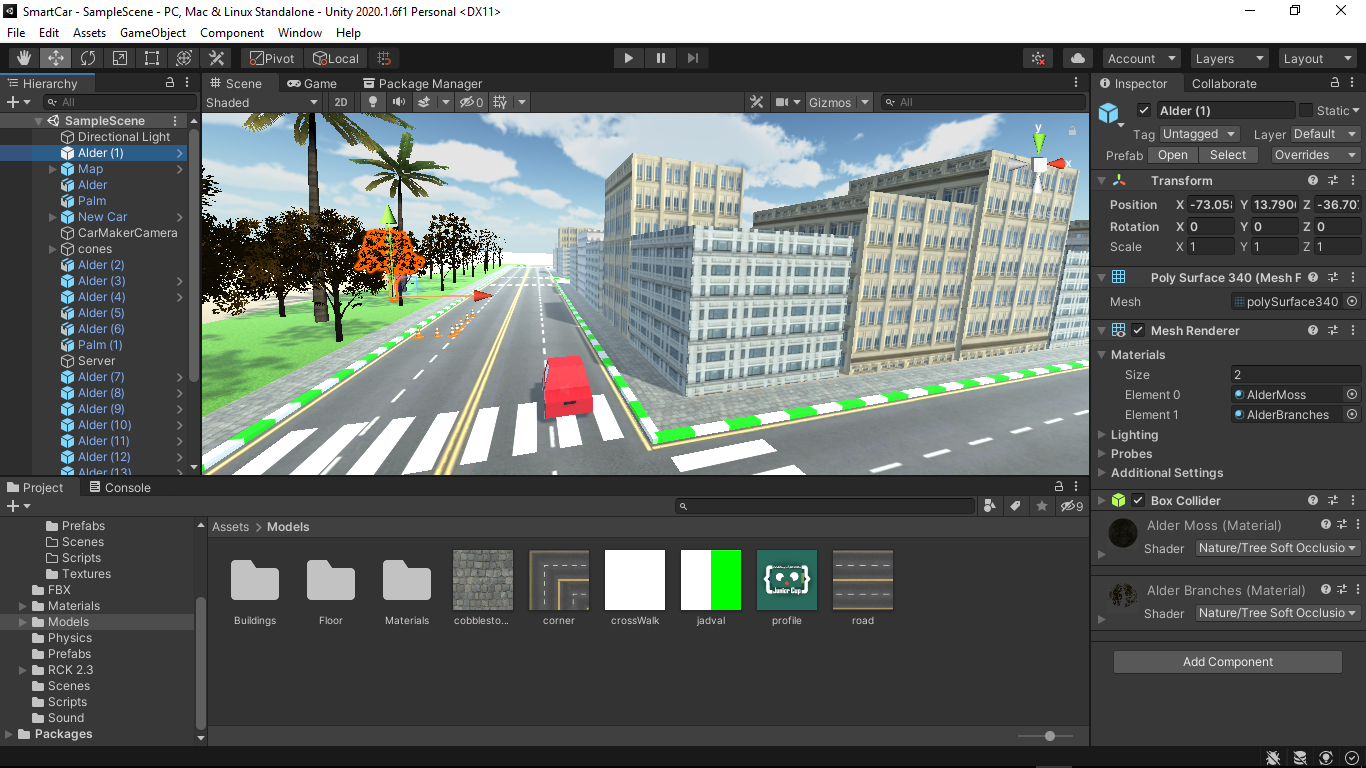 SmartCar - SampleScene - PC, Mac & Linux Standalone - Unity 2020.1.6f1 Personal <DX11>
File Edit Assets GameObject Component Window Help
Pivot Local Account Layers Layout
Hierarchy
All
SampleScene
Directional Light
Alder (1)
Map
Alder
Palm
New Car
CarMakerCamera
cones
Alder (2)
Alder (3)
Alder (4)
Alder (5)
Alder (6)
Palm (1)
Server
Alder (7)
Alder (8)
Alder (9)
Alder (10)
Alder (11)
Alder (12)
Alder (13)
Scene Game Package Manager
Shaded 2D 0 Gizmos All
y
x
Inspector Collaborate
Alder (1) Static
Tag Untagged Layer Default
Prefab Open Select Overrides
Transform
Position X -73.058 Y 13.790 Z -36.70
Rotation X 0 Y 0 Z 0
Scale X 1 Y 1 Z 1
Poly Surface 340 (Mesh F
Mesh polySurface340
Mesh Renderer
Materials
Size 2
Element 0 AlderMoss
Element 1 AlderBranches
Lighting
Probes
Additional Settings
Box Collider
Alder Moss (Material)
Shader Nature/Tree Soft Occlusio
Alder Branches (Material)
Shader Nature/Tree Soft Occlusio
Add Component
Project Console
9
Prefabs
Scenes
Scripts
Textures
FBX
Materials
Models
Physics
Prefabs
RCK 2.3
Scenes
Scripts
Sound
Packages
Assets > Models
Junior Cup
Buildings Floor Materials cobblesto... corner crossWalk jadval profile road